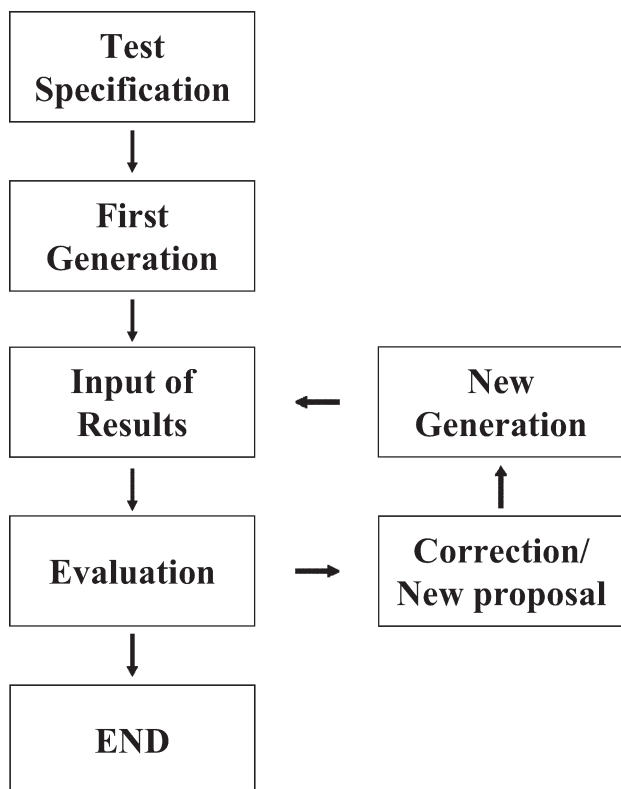 Test
Specification
First
Generation
Input of
Results
New
Generation
Evaluation
Correction/
New proposal
END